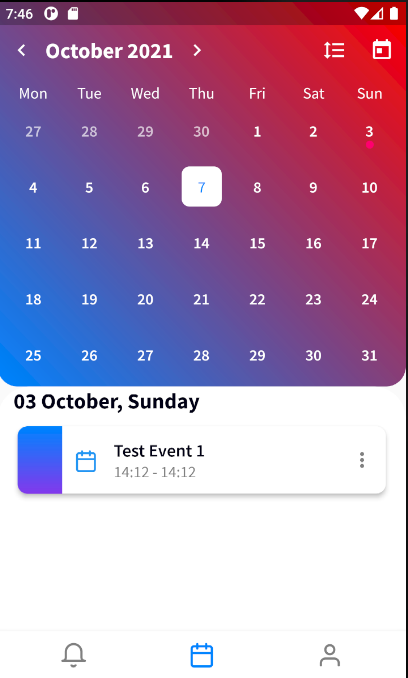 7:46
October 2021
Mon Tue Wed Thu Fri Sat Sun
27 28 29 30 1 2 3
4 5 6 7 8 9 10
11 12 13 14 15 16 17
18 19 20 21 22 23 24
25 26 27 28 29 30 31
03 October, Sunday
Test Event 1
14:12 - 14:12